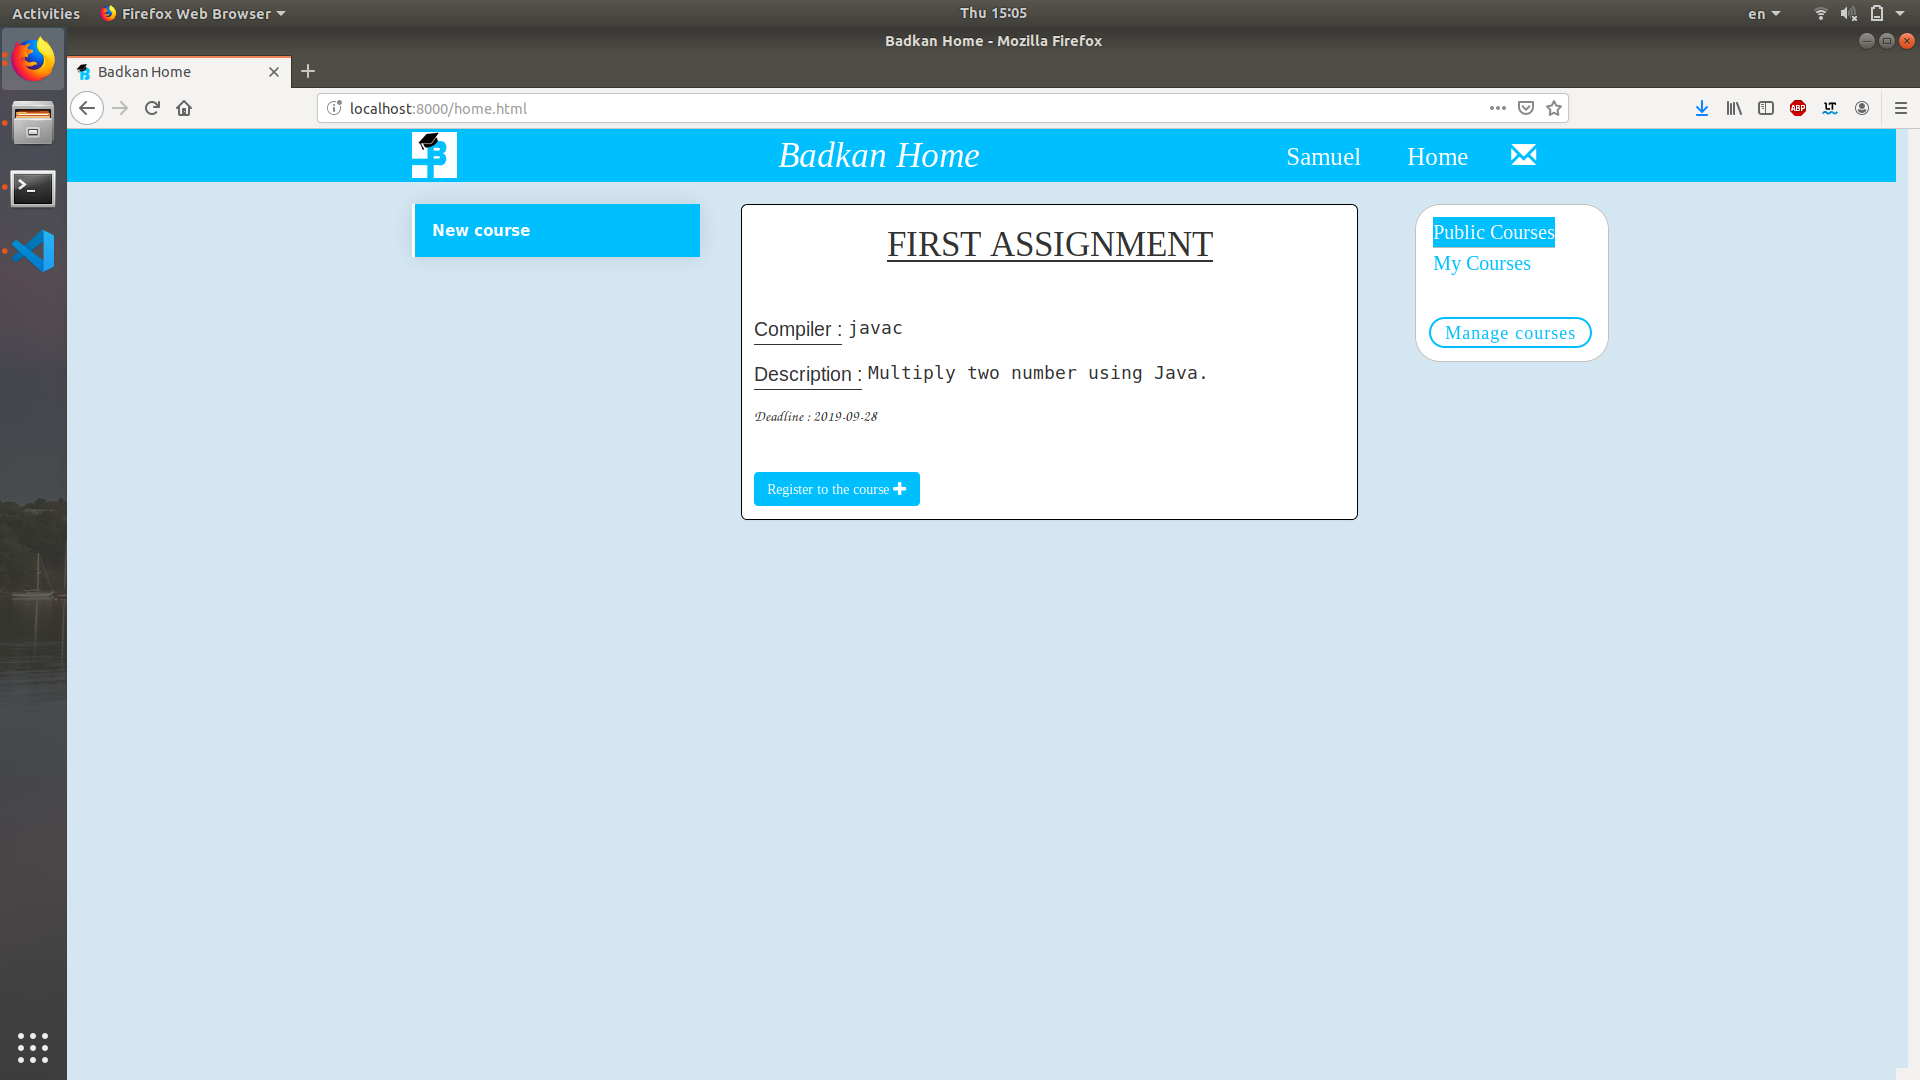 Activities
Firefox Web Browser
Thu 15:05
en
Badkan Home - Mozilla Firefox
Badkan Home
localhost:8000/home.html
ABP
LT
B
Badkan Home
Samuel
Home
New course
FIRST ASSIGNMENT
Compiler : javac
Description : Multiply two number using Java.
Deadline : 2019-09-28
Register to the course
Public Courses
My Courses
Manage courses